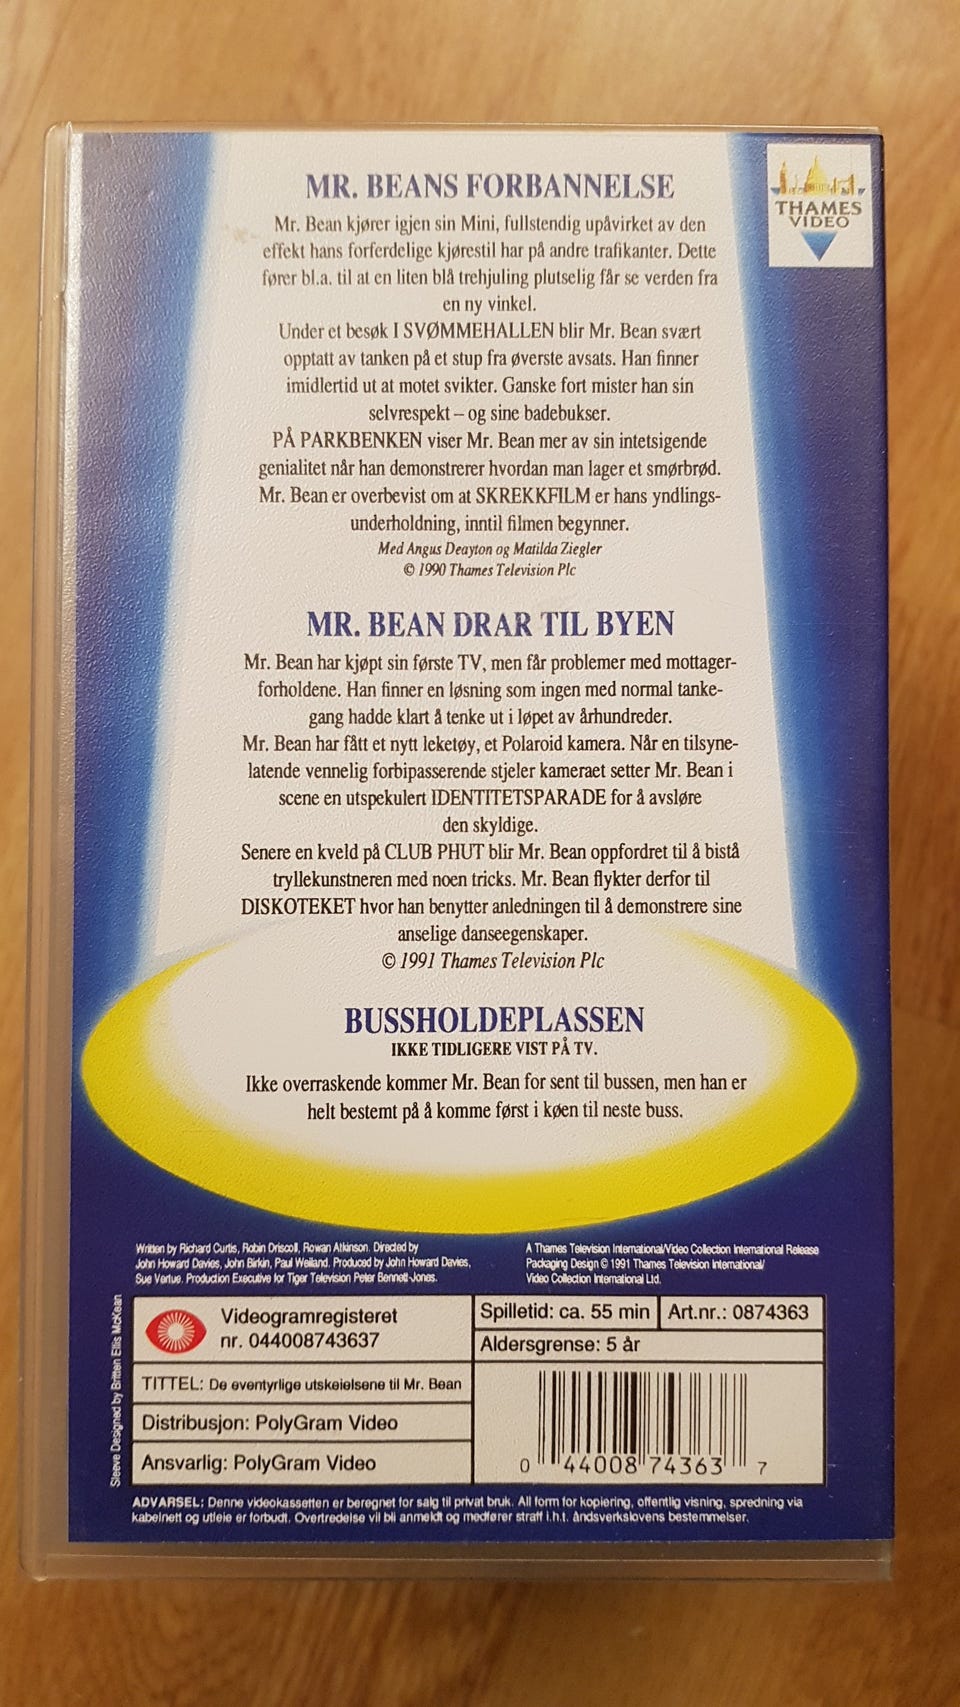 MR. BEANS FORBANNELSE
THAMES
VIDEO
Mr. Bean kjører igjen sin Mini, fullstendig upåvirket av den
effekt hans forferdelige kjørestil har på andre trafikanter. Dette
fører bl.a. til at en liten blå trehjuling plutselig får se verden fra
en ny vinkel.
Under et besøk I SVØMMEHALLEN blir Mr. Bean svært
opptatt av tanken på et stup fra øverste avsats. Han finner
imidlertid ut at motet svikter. Ganske fort mister han sin
selvrespekt – og sine badebukser.
PÅ PARKBENKEN viser Mr. Bean mer av sin intetsigende
genialitet når han demonstrerer hvordan man lager et smørbrød.
Mr. Bean er overbevist om at SKREKKFILM er hans yndlings-
underholdning, inntil filmen begynner.
Med Angus Deayton og Matilda Ziegler
© 1990 Thames Television Plc
MR. BEAN DRAR TIL BYEN
Mr. Bean har kjøpt sin første TV, men får problemer med mottager-
forholdene. Han finner en løsning som ingen med normal tanke-
gang hadde klart å tenke ut i løpet av århundreder.
Mr. Bean har fått et nytt leketøy, et Polaroid kamera. Når en tilsyne-
latende vennelig forbipasserende stjeler kameraet setter Mr. Bean i
scene en utspekulert IDENTITETSPARADE for å avsløre
den skyldige.
Senere en kveld på CLUB PHUT blir Mr. Bean oppfordret til å bistå
tryllekunstneren med noen tricks. Mr. Bean flykter derfor til
DISKOTEKET hvor han benytter anledningen til å demonstrere sine
anselige danseegenskaper.
© 1991 Thames Television Plc
BUSSHOLDEPLASSEN
IKKE TIDLIGERE VIST PÅ TV.
Ikke overraskende kommer Mr. Bean for sent til bussen, men han er
helt bestemt på å komme først i køen til neste buss.
Written by Richard Curtis, Robin Driscoll, Rowan Atkinson. Directed by
John Howard Davies, John Birkin, Paul Weiland. Produced by John Howard Davies,
Sue Vertue. Production Executive for Tiger Television Peter Bennett-Jones.
A Thames Television International/Video Collection International Release
Packaging Design © 1991 Thames Television International/
Video Collection International Ltd.
Sleeve Designed by Britten Ellis McKean
Videogramregisteret
nr. 044008743637
Spilletid: ca. 55 min
Art.nr.: 0874363
Aldersgrense: 5 år
TITTEL: De eventyrlige utskeielsene til Mr. Bean
Distribusjon: PolyGram Video
Ansvarlig: PolyGram Video
0 44008 74363 7
ADVARSEL: Denne videokassetten er beregnet for salg til privat bruk. All form for kopiering, offentlig visning, spredning via
kabelnett og utleie er forbudt. Overtredelse vil bli anmeldt og medfører straff i.h.t. åndsverkslovens bestemmelser.